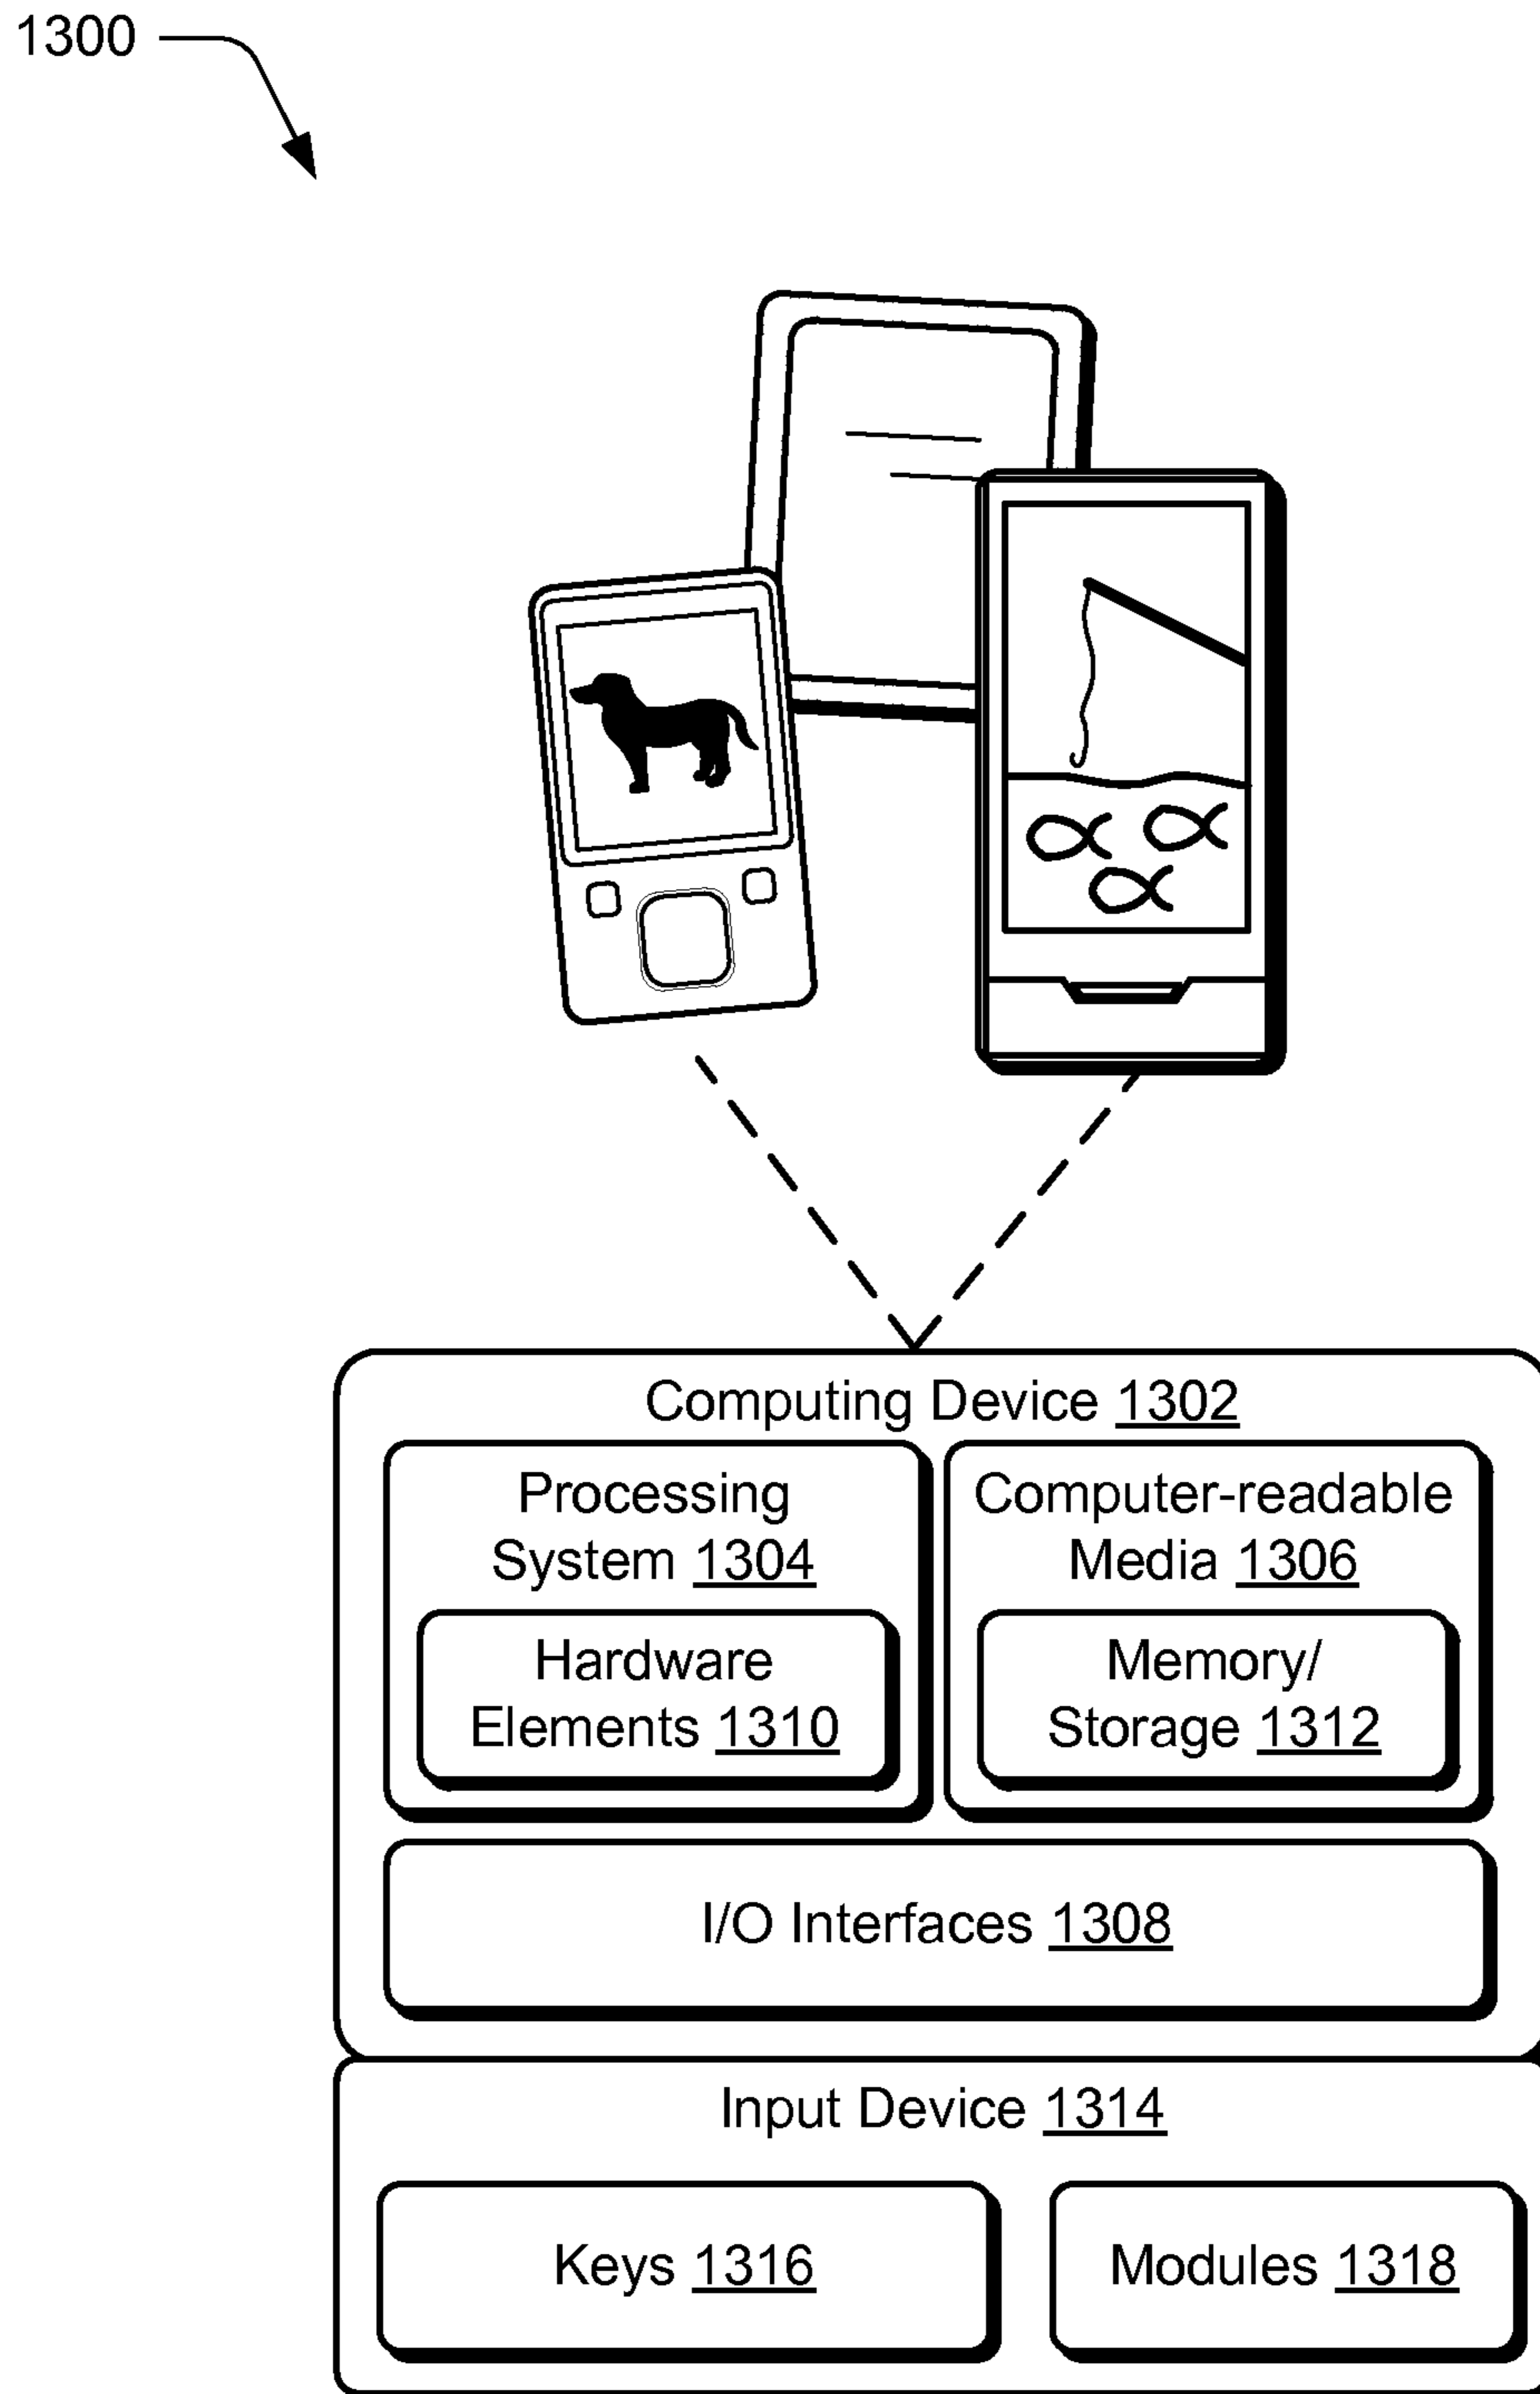 1300
Computing Device 1302
Processing
System 1304
Computer-readable
Media 1306
Hardware
Elements 1310
Memory/
Storage 1312
I/O Interfaces 1308
Input Device 1314
Keys 1316
Modules 1318